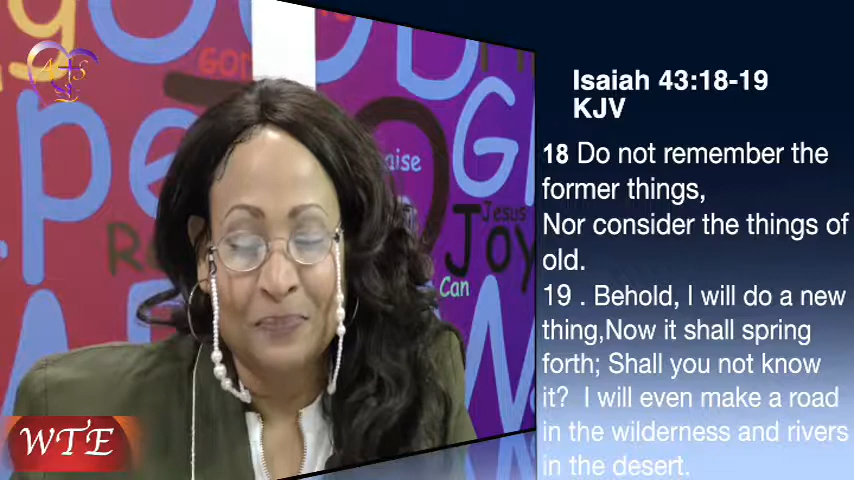 GOD
aise
Jesus
Joy
Can
WTE
Isaiah 43:18-19
KJV
18 Do not remember the
former things,
Nor consider the things of
old.
19 . Behold, I will do a new
thing,Now it shall spring
forth; Shall you not know
it?  I will even make a road
in the wilderness and rivers
in the desert.